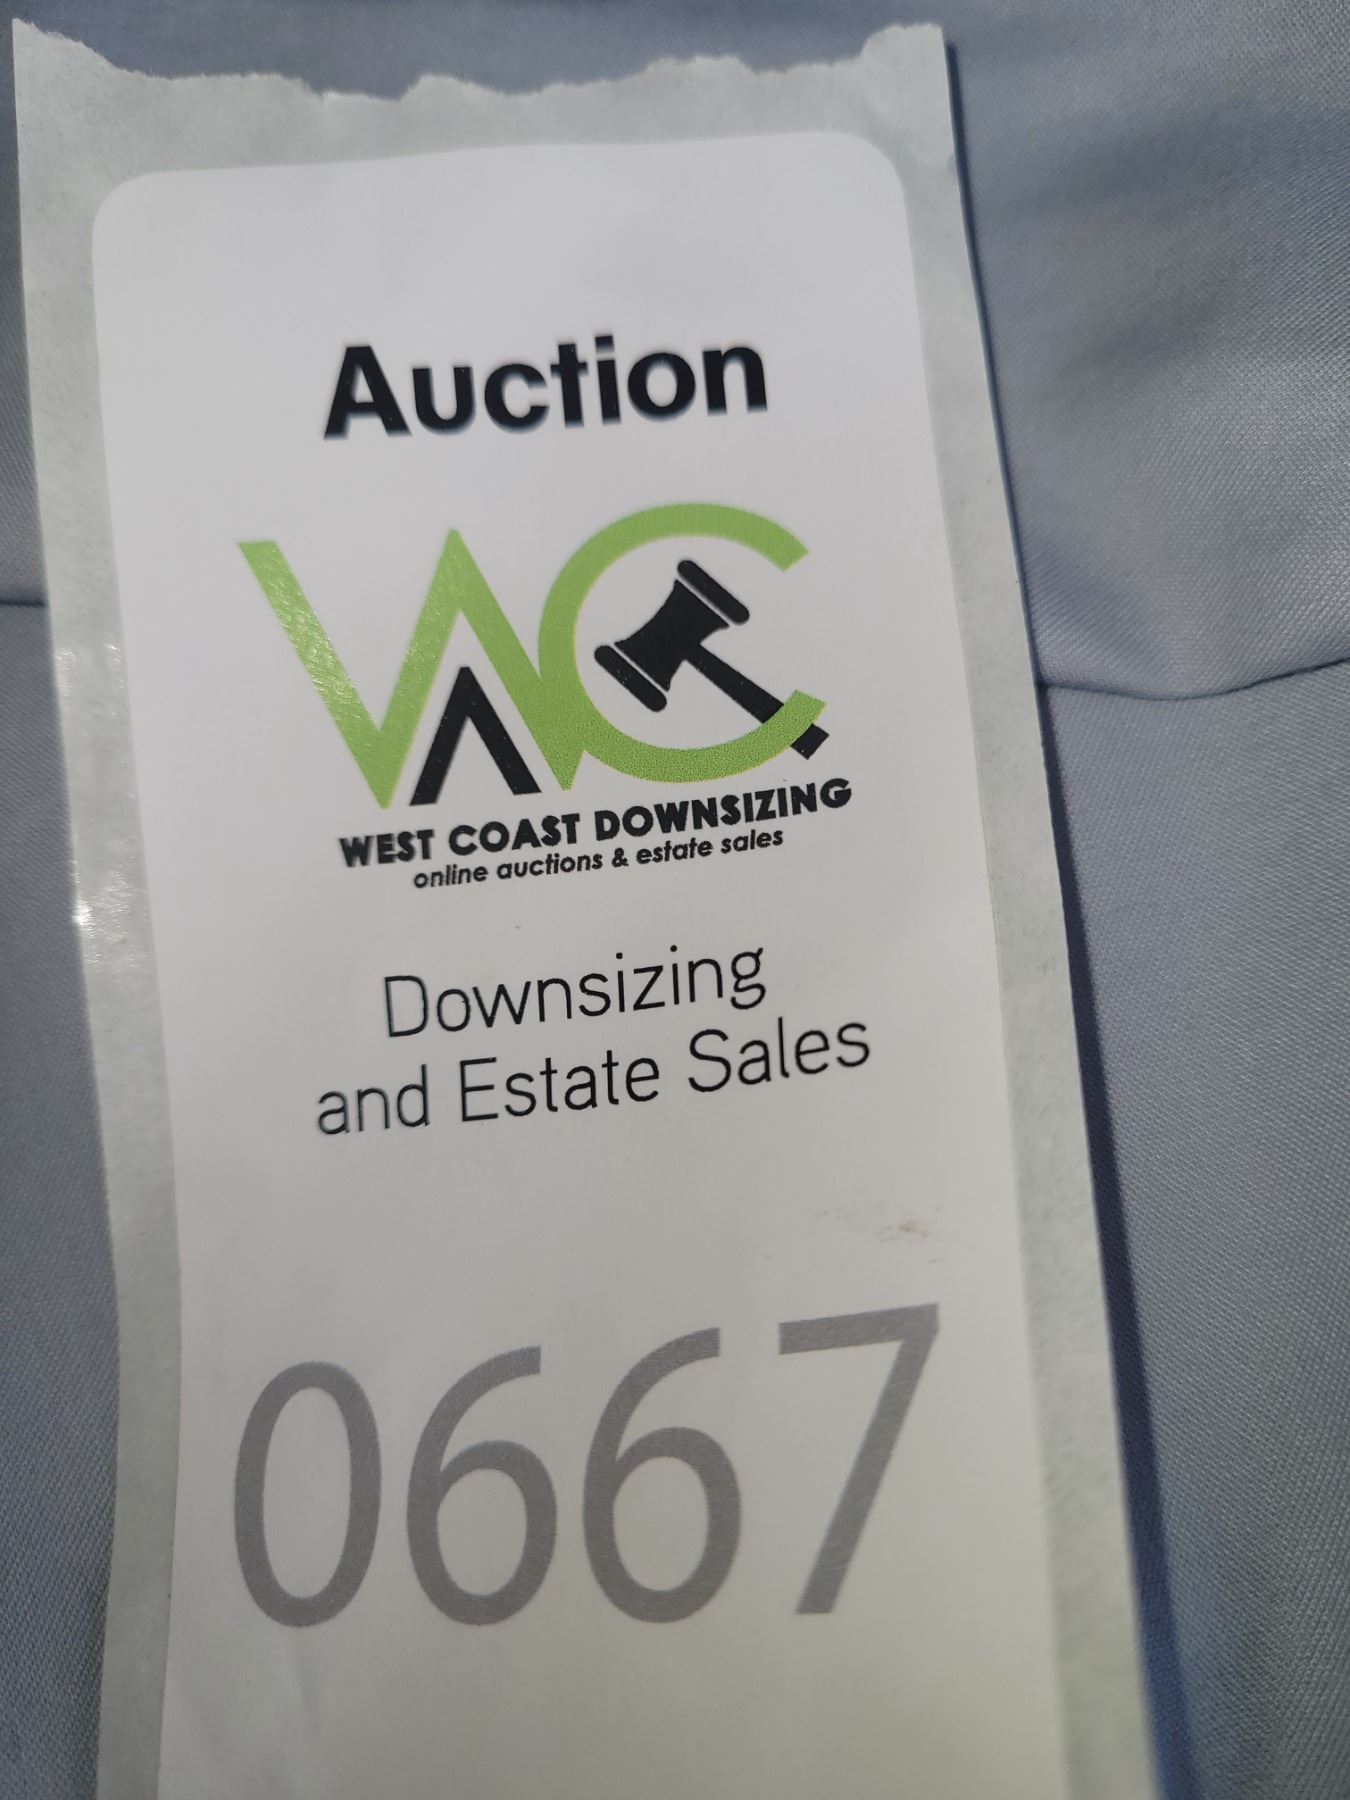 Auction
WC
WEST COAST DOWNSIZING
online auctions & estate sales
Downsizing
and Estate Sales
0667